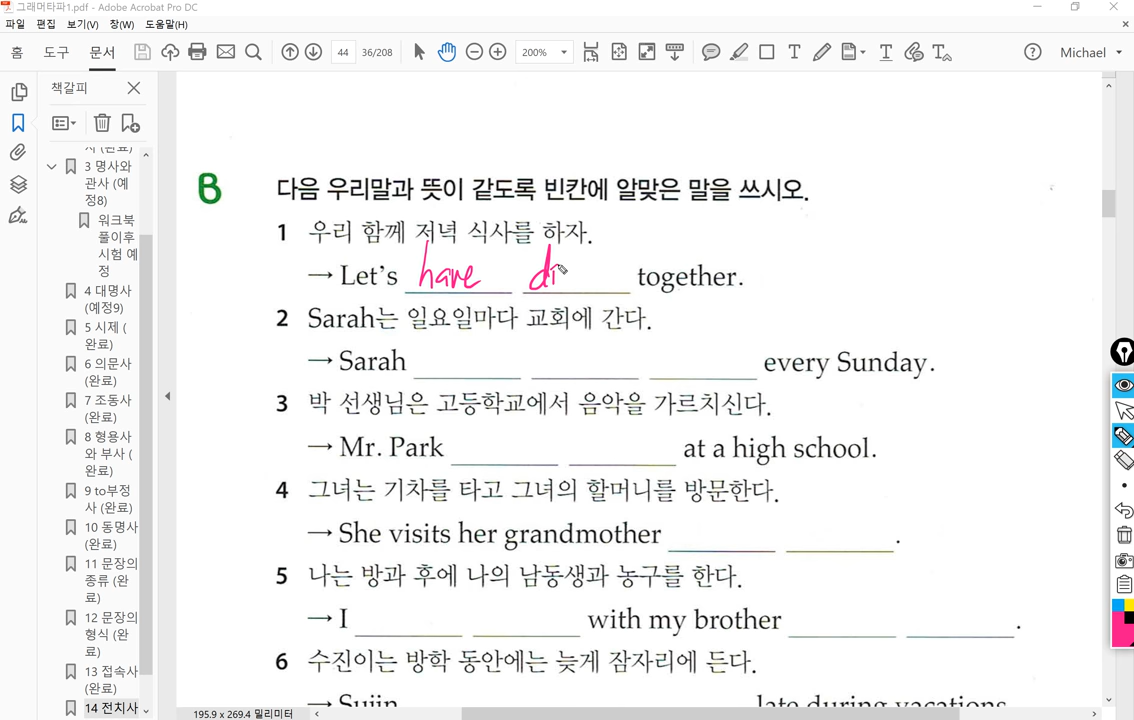 그래머타파1.pdf - Adobe Acrobat Pro DC
파일 편집 보기(V) 창(W) 도움말(H)
홈 도구 문서 44 36/208 200% Michael
책갈피
3 명사와
관사 (예
정8)
워크북
풀이후
시험 예
정
4 대명사
(예정9)
5 시제 (
완료)
6 의문사
(완료)
7 조동사
(완료)
8 형용사
와 부사 (
완료)
9 to부정
사 (완료)
10 동명사
(완료)
11 문장의
종류 (완
료)
12 문장의
형식 (완
료)
13 접속사
(완료)
14 전치사
B 다음 우리말과 뜻이 같도록 빈칸에 알맞은 말을 쓰시오.
1 우리 함께 저녁 식사를 하자.
→ Let's have di together.
2 Sarah는 일요일마다 교회에 간다.
→ Sarah every Sunday.
3 박 선생님은 고등학교에서 음악을 가르치신다.
→ Mr. Park at a high school.
4 그녀는 기차를 타고 그녀의 할머니를 방문한다.
→ She visits her grandmother .
5 나는 방과 후에 나의 남동생과 농구를 한다.
→ I with my brother .
6 수진이는 방학 동안에는 늦게 잠자리에 든다.
→ Sujin late during vacations.
195.9 x 269.4 밀리미터